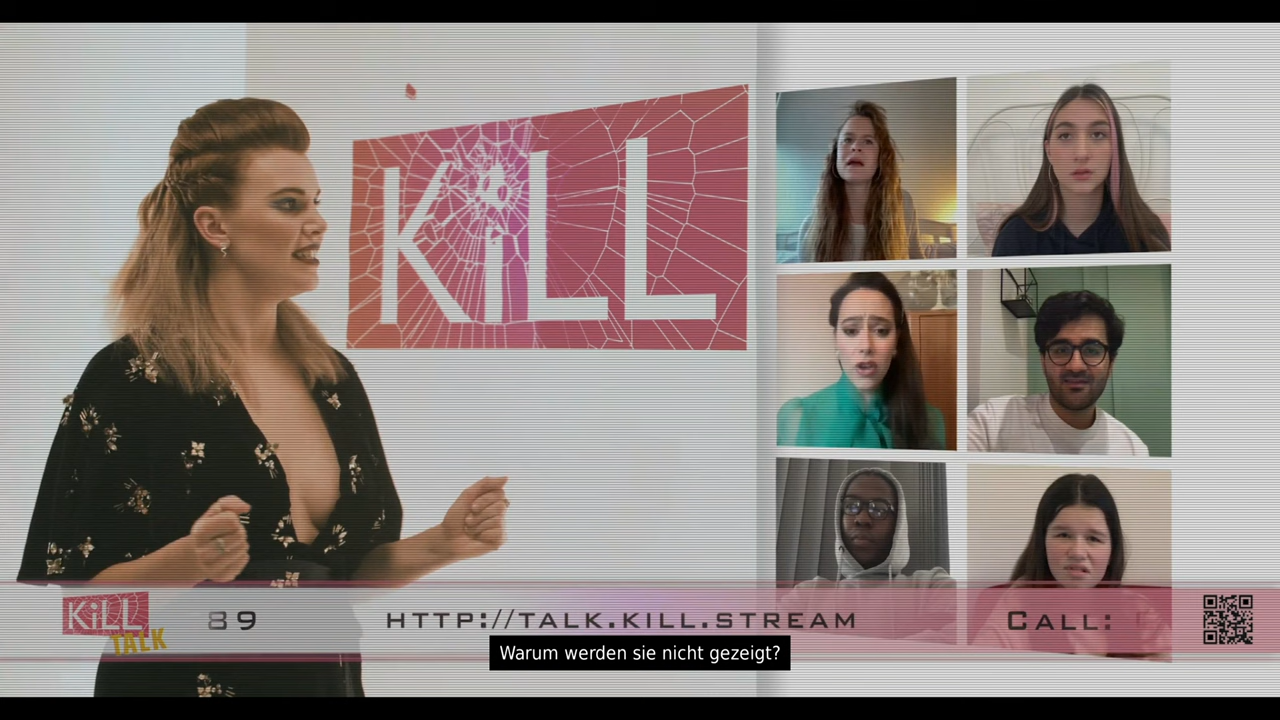 KiLL
KiLL
TALK
89
HTTP://TALK.KILL.STREAM
CALL:
Warum werden sie nicht gezeigt?